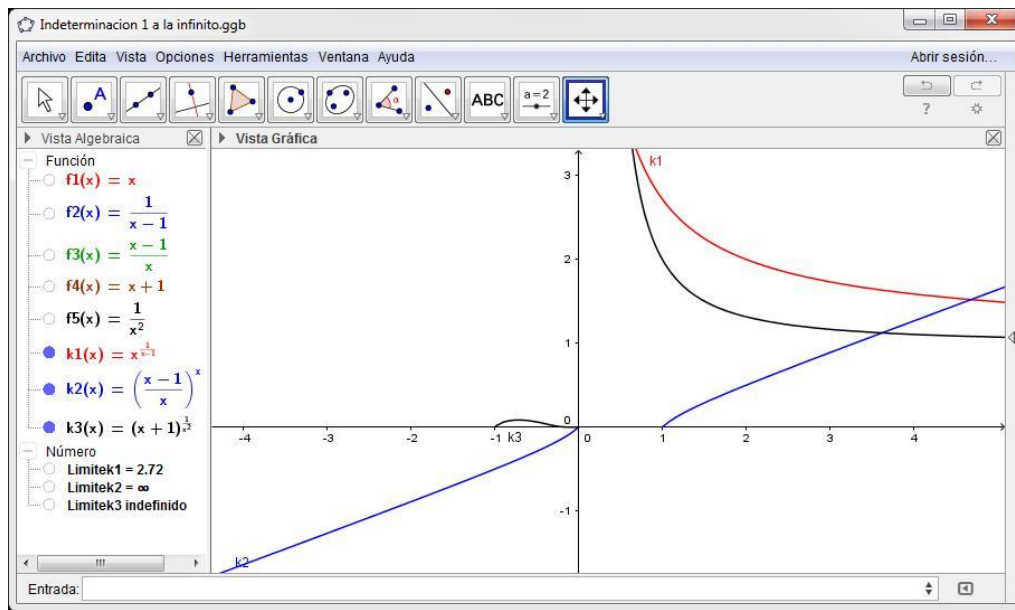 Indeterminacion 1 a la infinito.ggb
Archivo Edita Vista Opciones Herramientas Ventana Ayuda Abrir sesión...
A α ABC a=2 ?
Vista Algebraica
Función
f1(x) = x
f2(x) = 1/(x − 1)
f3(x) = (x − 1)/x
f4(x) = x + 1
f5(x) = 1/x²
k1(x) = x^(1/(x−1))
k2(x) = ((x − 1)/x)^x
k3(x) = (x + 1)^(1/x²)
Número
Limitek1 = 2.72
Limitek2 = ∞
Limitek3 indefinido
Vista Gráfica
k1
3
2
1
0
-4 -3 -2 -1 k3 0 1 2 3 4
-1
k2
Entrada: